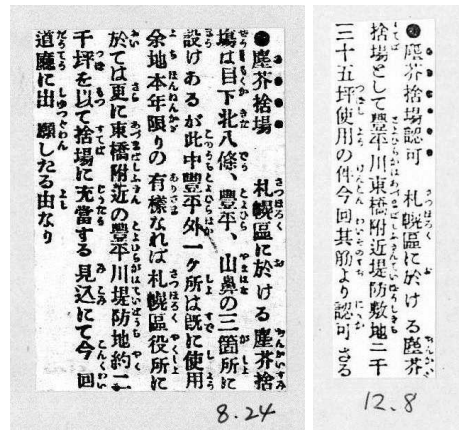 ●塵芥捨場　札幌區に於ける塵芥捨
塲は目下北八條、豐平、山鼻の三箇所に
設けあるが此中豐平外一ケ所は既に使用
余地本年限りの有樣なれば札幌區役所に
於ては更に東橋附近の豐平川堤防地約二
千坪を以て捨場に充當する見込にて今回
道廳に出願したる由なり
8.24
●塵芥捨場認可　札幌區に於ける塵芥
捨場として豐平川東橋附近堤防敷地二千
三十五坪使用の件今回其筋より認可さる
12.8